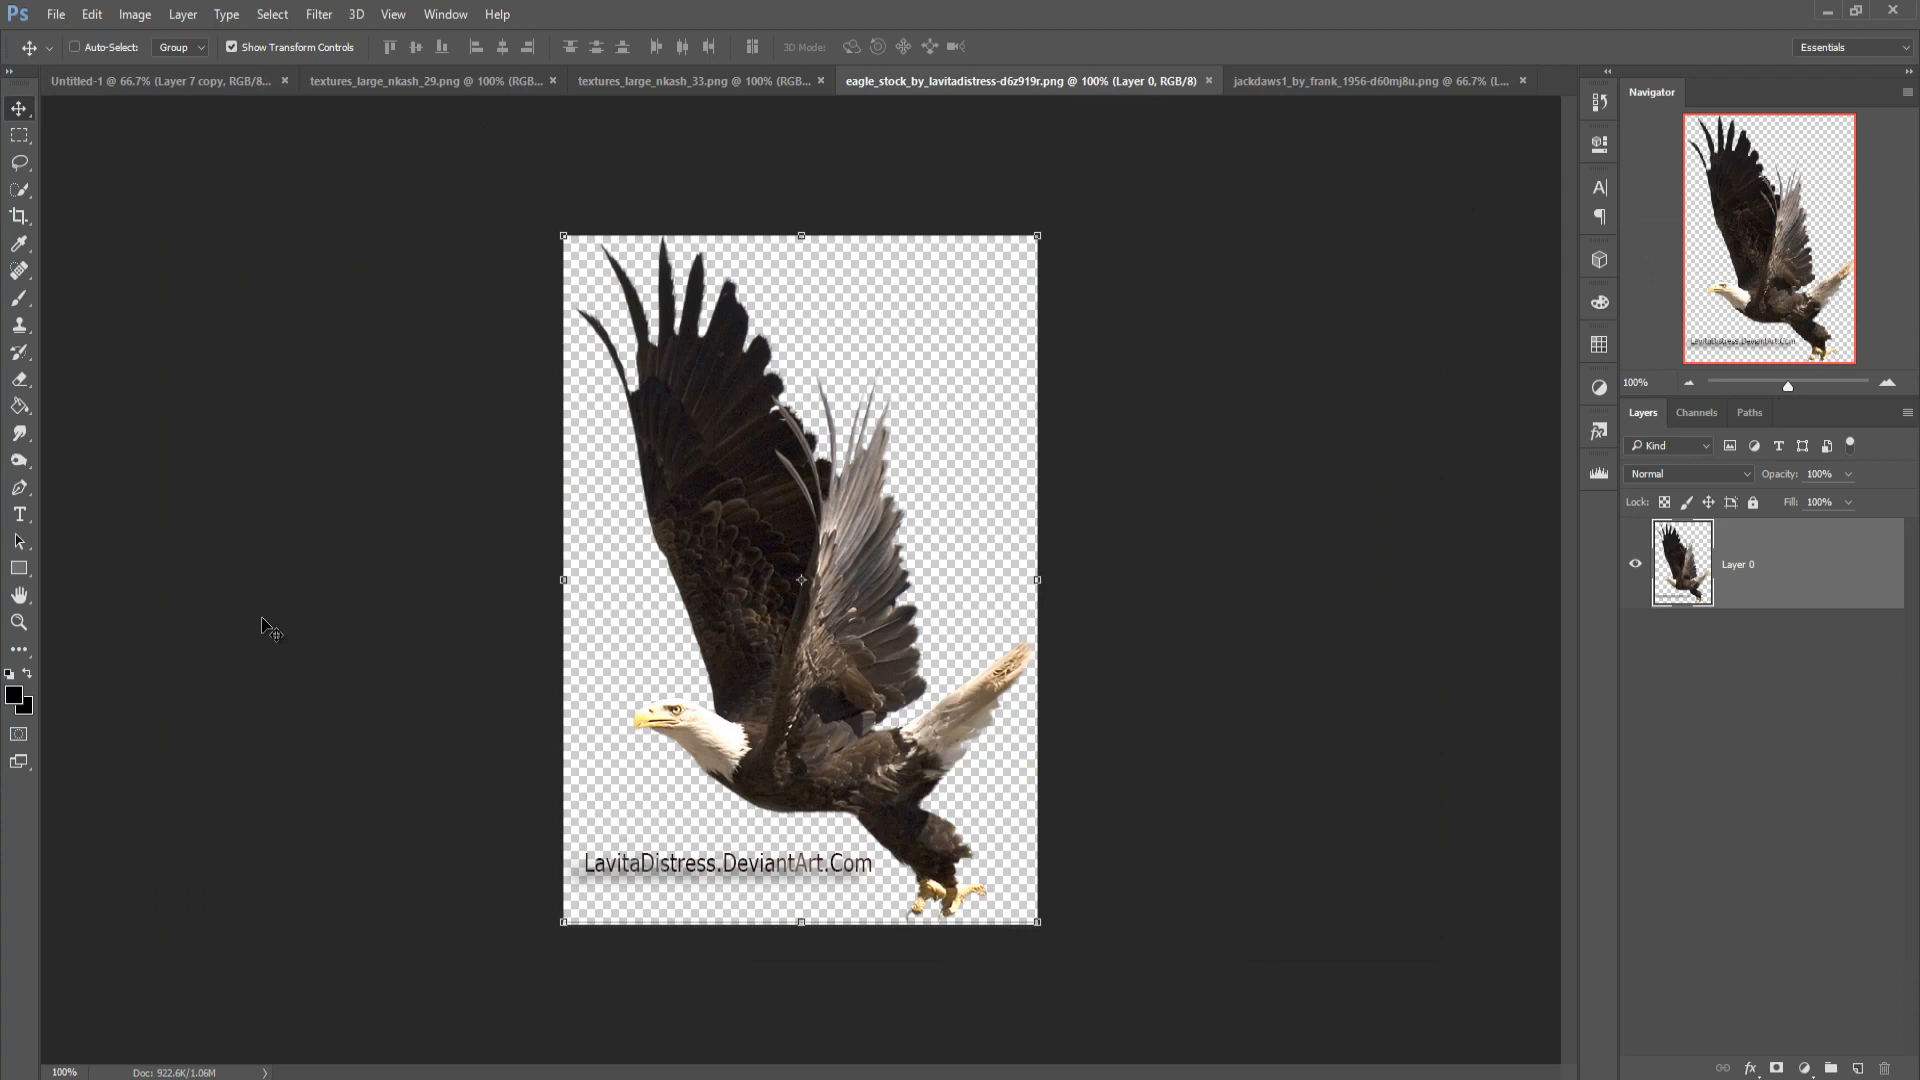 Ps File Edit Image Layer Type Select Filter 3D View Window Help
Auto-Select: Group Show Transform Controls 3D Mode: Essentials
Untitled-1 @ 66.7% (Layer 7 copy, RGB/8... textures_large_nkash_29.png @ 100% (RGB... textures_large_nkash_33.png @ 100% (RGB... eagle_stock_by_lavitadistress-d6z919r.png @ 100% (Layer 0, RGB/8) jackdaws1_by_frank_1956-d60mj8u.png @ 66.7% (L...
Navigator
LavitaDistress.DeviantArt.Com
100%
Layers Channels Paths
Kind
Normal Opacity: 100%
Lock: Fill: 100%
Layer 0
LavitaDistress.DeviantArt.Com
100% Doc: 922.6K/1.06M